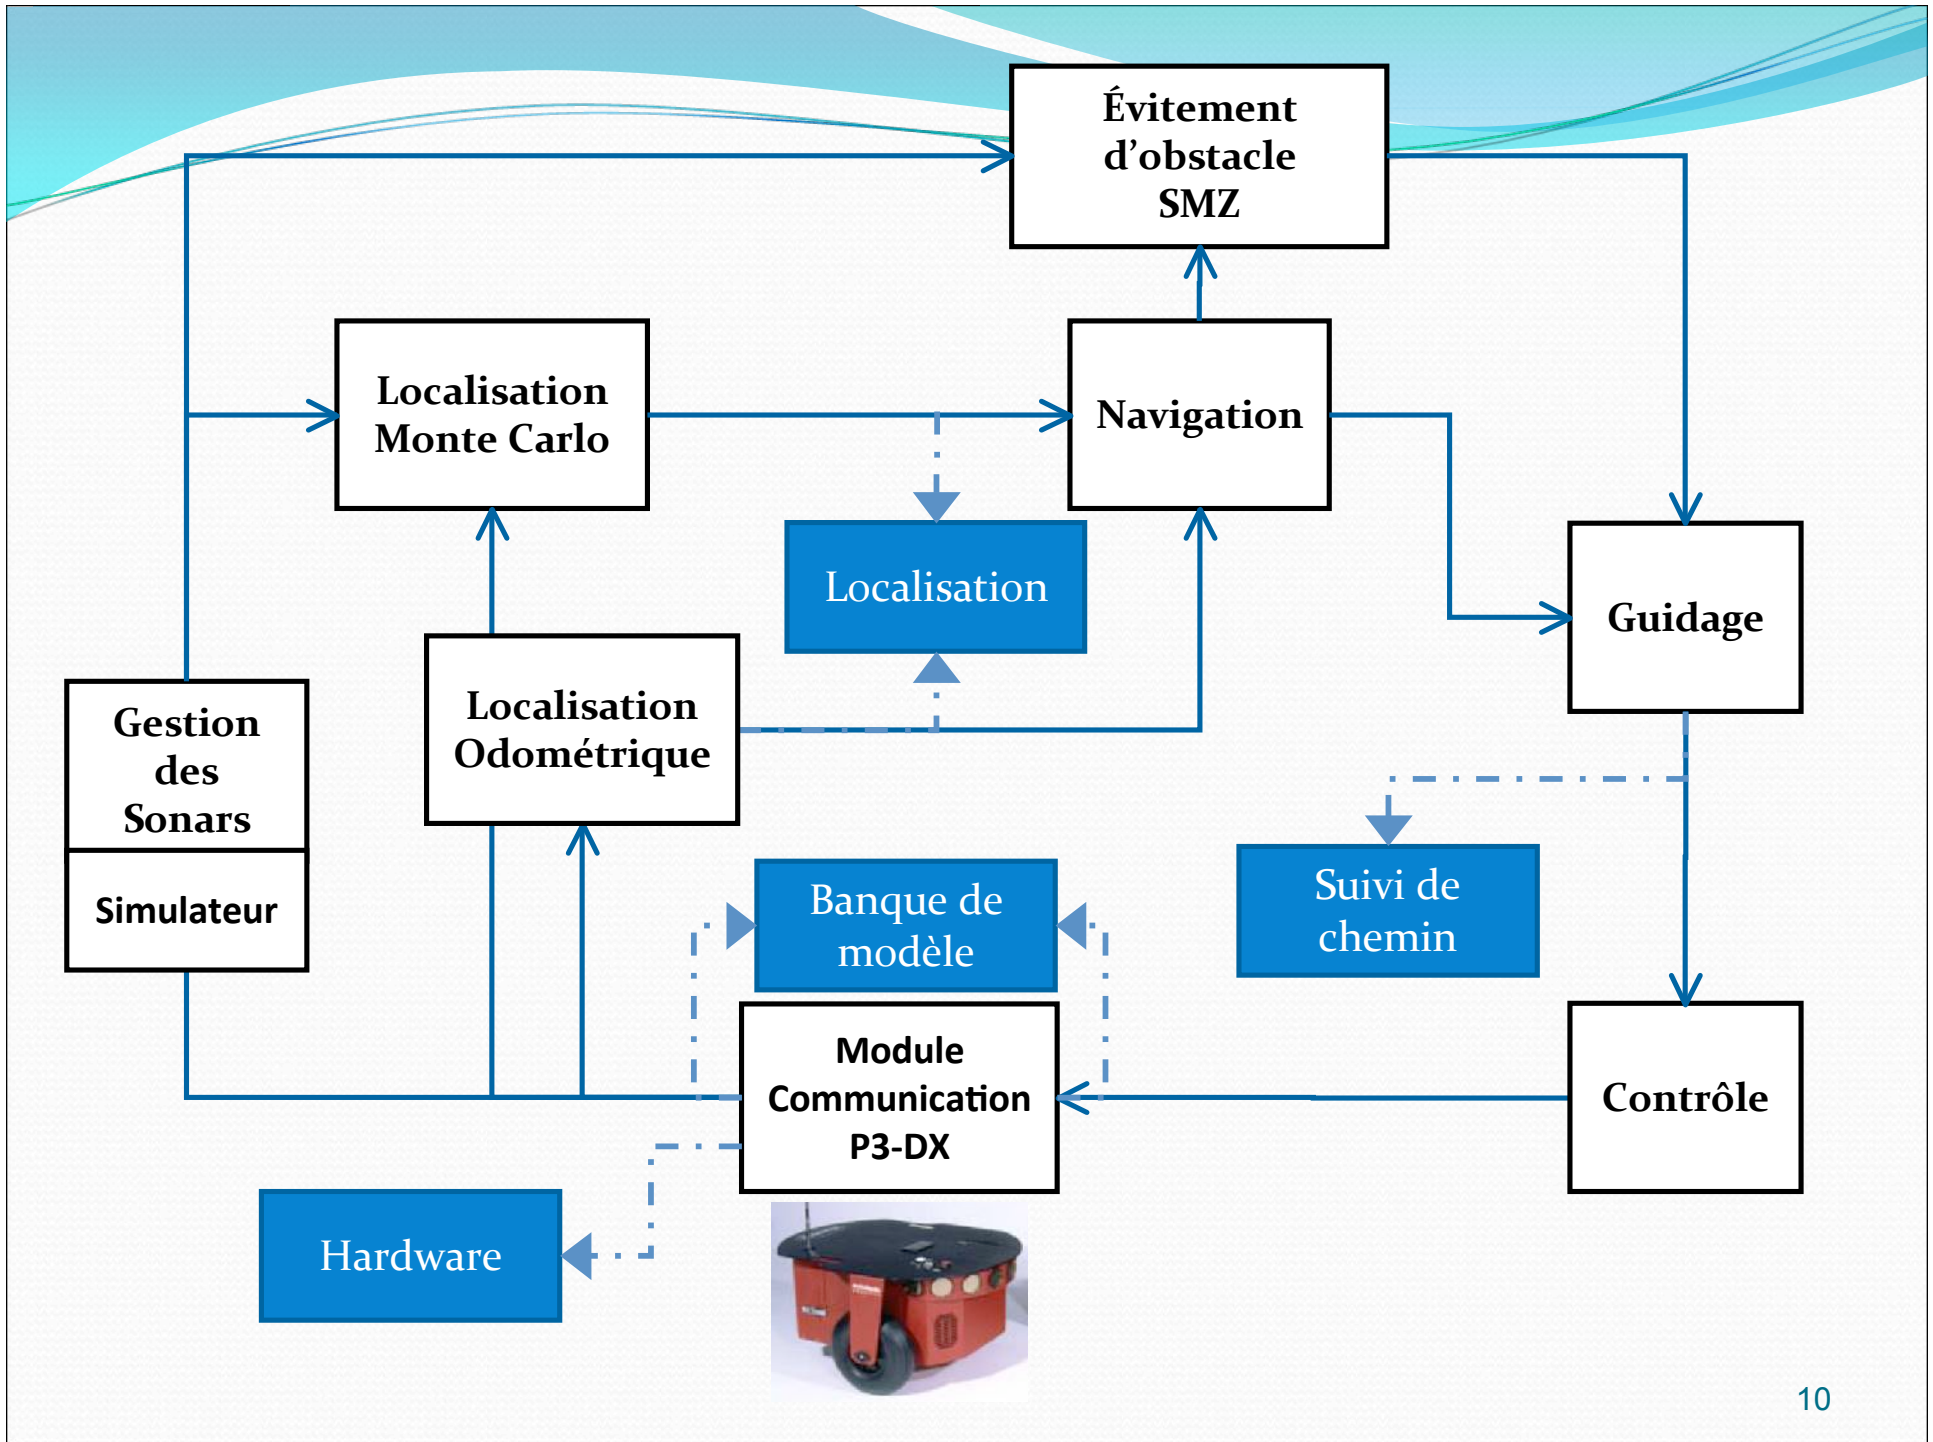 Évitement
d’obstacle
SMZ
Localisation
Monte Carlo
Navigation
Localisation
Guidage
Localisation
Odométrique
Gestion
des
Sonars
Simulateur
Banque de
modèle
Suivi de
chemin
Module
Communication
P3-DX
Contrôle
Hardware
10